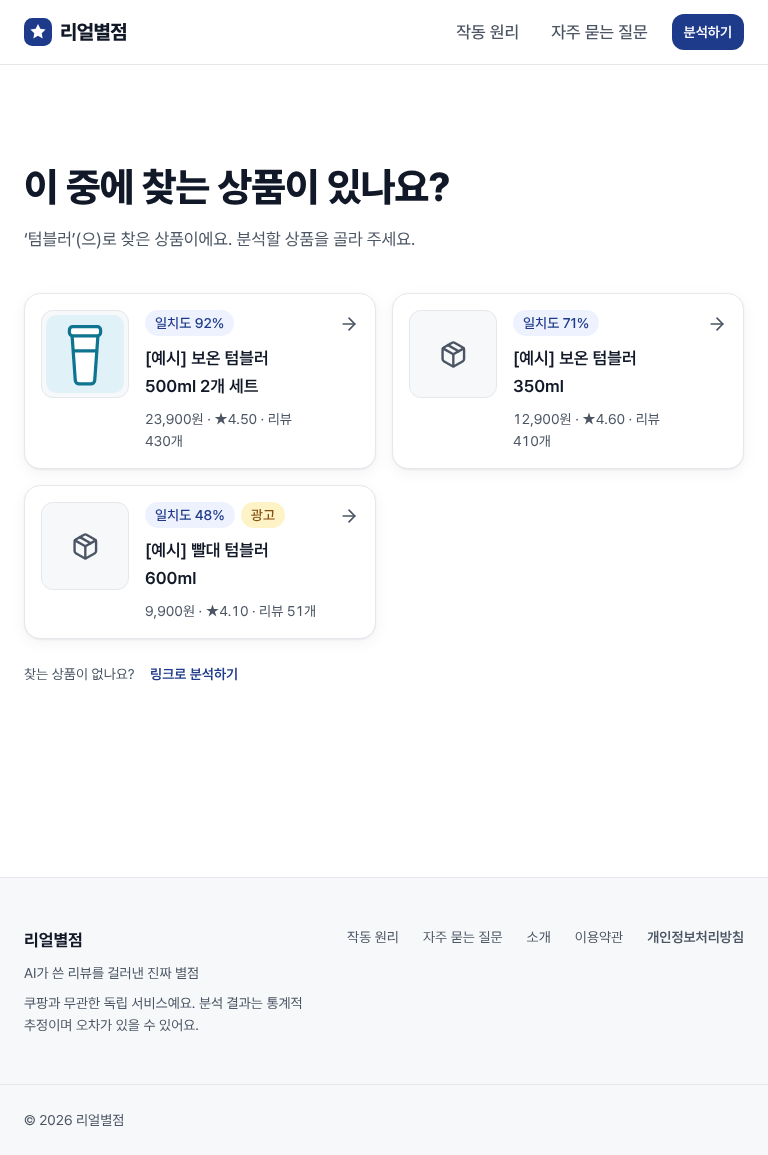 리얼별점
작동 원리
자주 묻는 질문
분석하기
이 중에 찾는 상품이 있나요?
‘텀블러’(으)로 찾은 상품이에요. 분석할 상품을 골라 주세요.
일치도 92%
[예시] 보온 텀블러
500ml 2개 세트
23,900원 · ★4.50 · 리뷰
430개
일치도 71%
[예시] 보온 텀블러
350ml
12,900원 · ★4.60 · 리뷰
410개
일치도 48%
광고
[예시] 빨대 텀블러
600ml
9,900원 · ★4.10 · 리뷰 51개
찾는 상품이 없나요?
링크로 분석하기
리얼별점
AI가 쓴 리뷰를 걸러낸 진짜 별점
쿠팡과 무관한 독립 서비스예요. 분석 결과는 통계적
추정이며 오차가 있을 수 있어요.
작동 원리
자주 묻는 질문
소개
이용약관
개인정보처리방침
© 2026 리얼별점